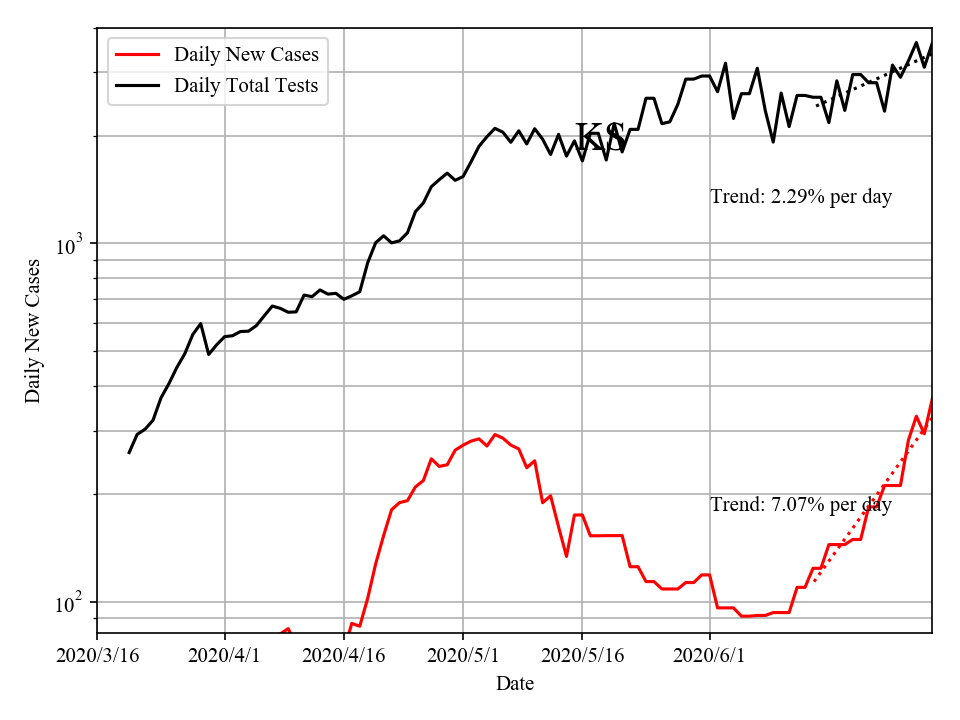 Daily New Cases
Daily Total Tests
KS
Trend: 2.29% per day
10³
Daily New Cases
Trend: 7.07% per day
10²
2020/3/16 2020/4/1 2020/4/16 2020/5/1 2020/5/16 2020/6/1
Date